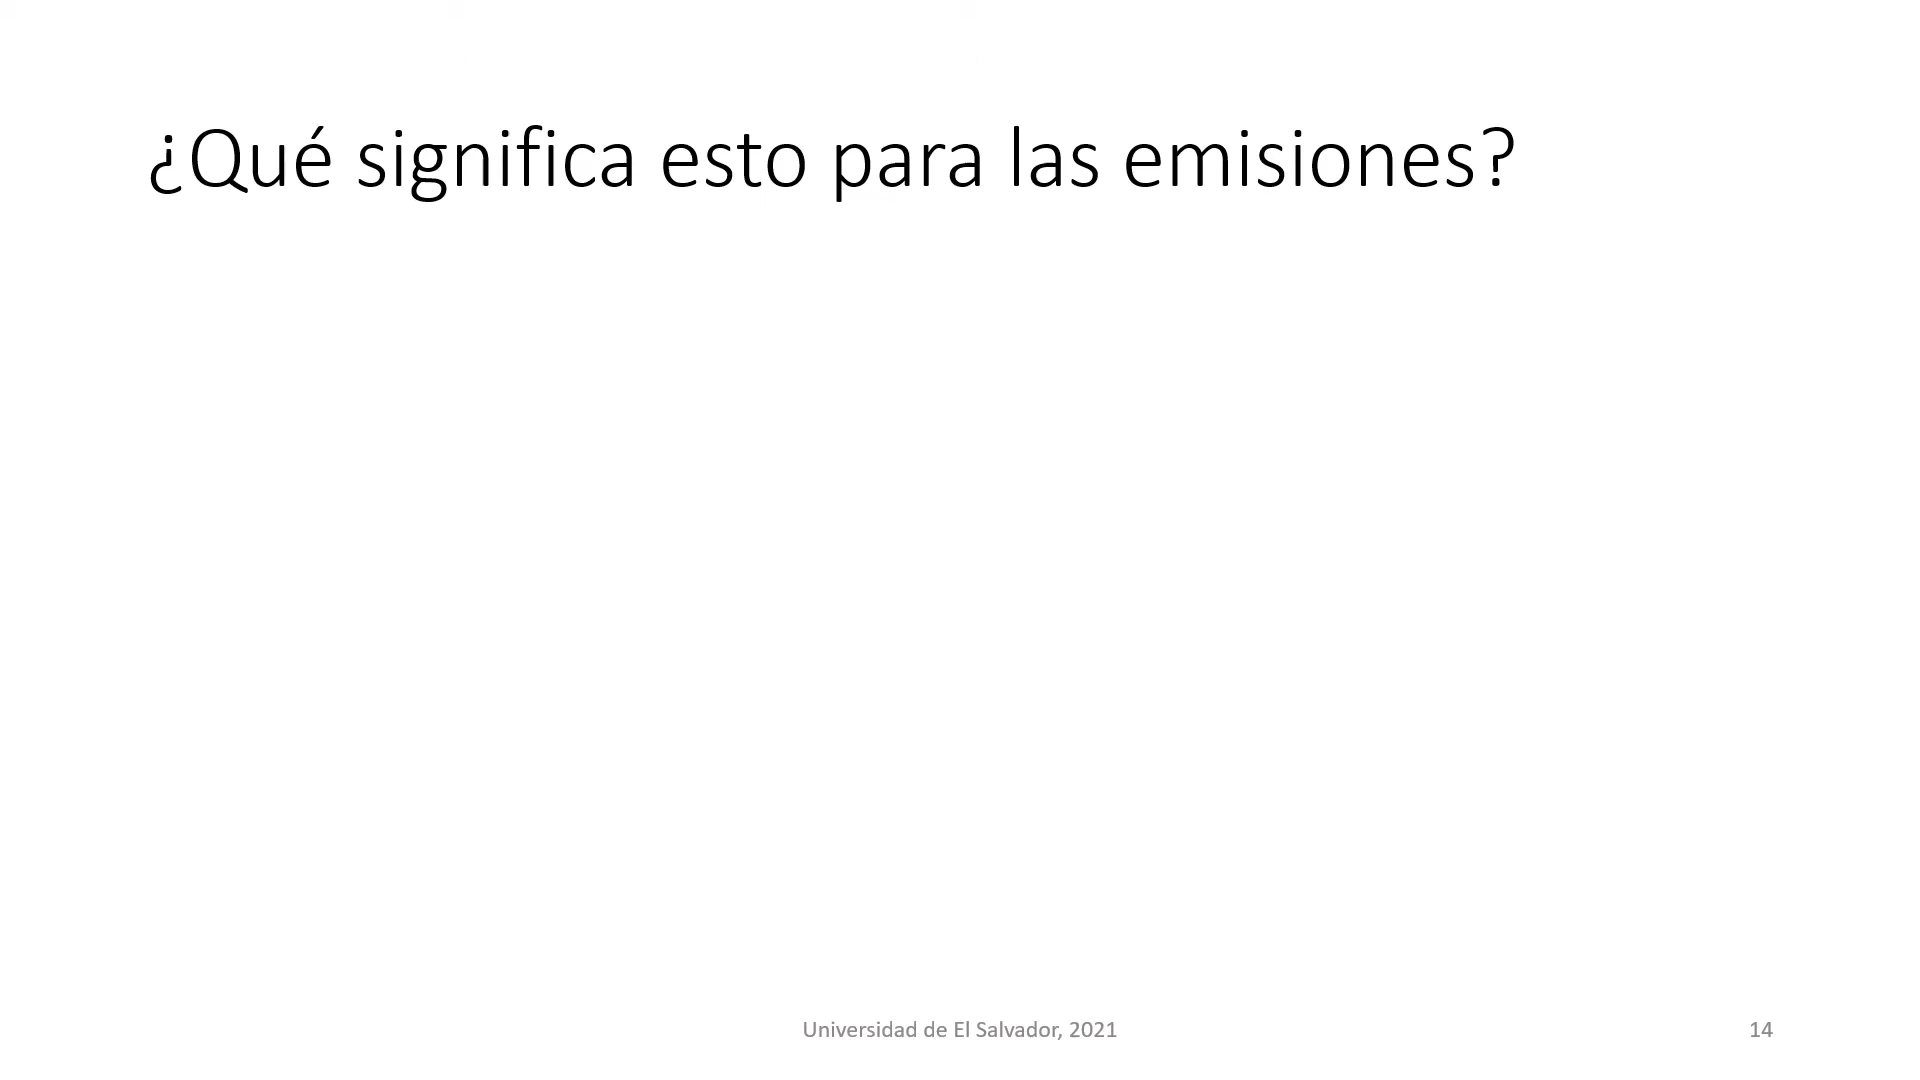 ¿Qué significa esto para las emisiones?
Universidad de El Salvador, 2021
14